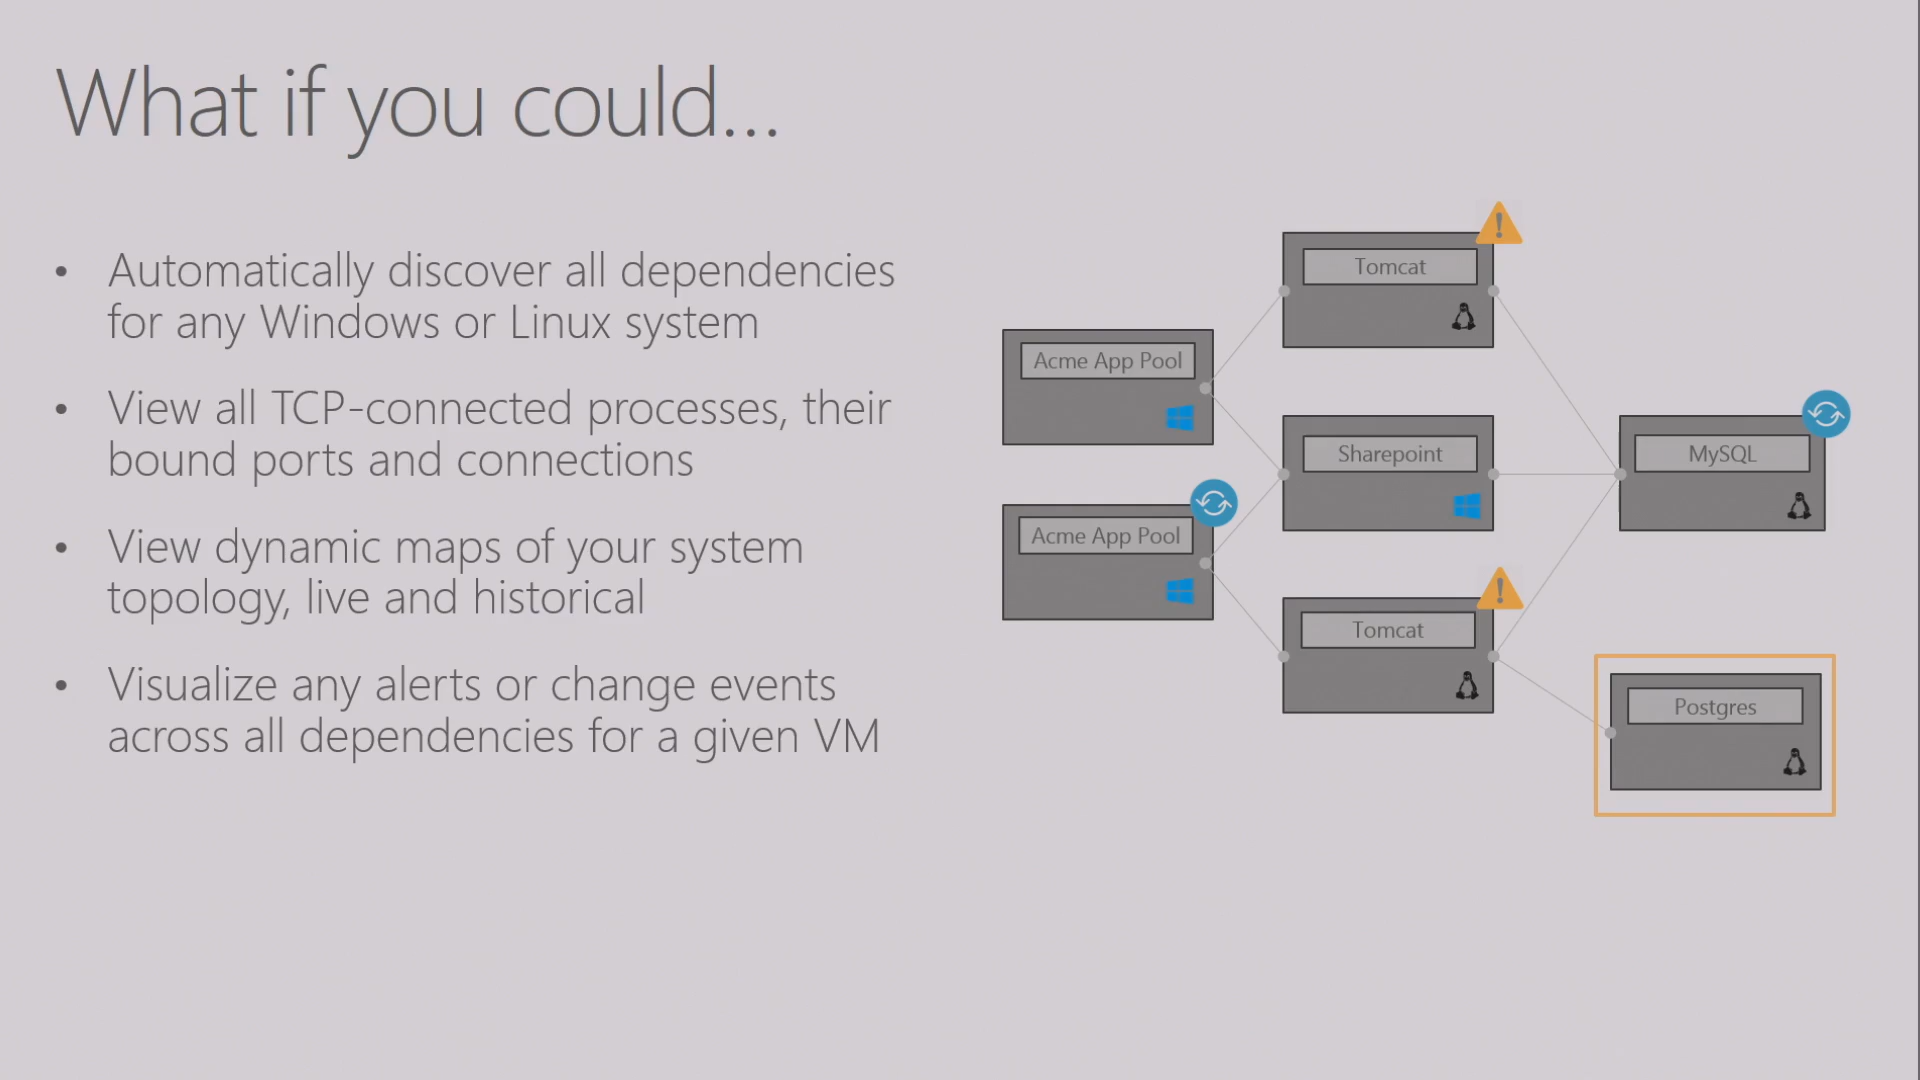 What if you could...
• Automatically discover all dependencies
for any Windows or Linux system
• View all TCP-connected processes, their
bound ports and connections
• View dynamic maps of your system
topology, live and historical
• Visualize any alerts or change events
across all dependencies for a given VM
Tomcat
Acme App Pool
Sharepoint
MySQL
Acme App Pool
Tomcat
Postgres